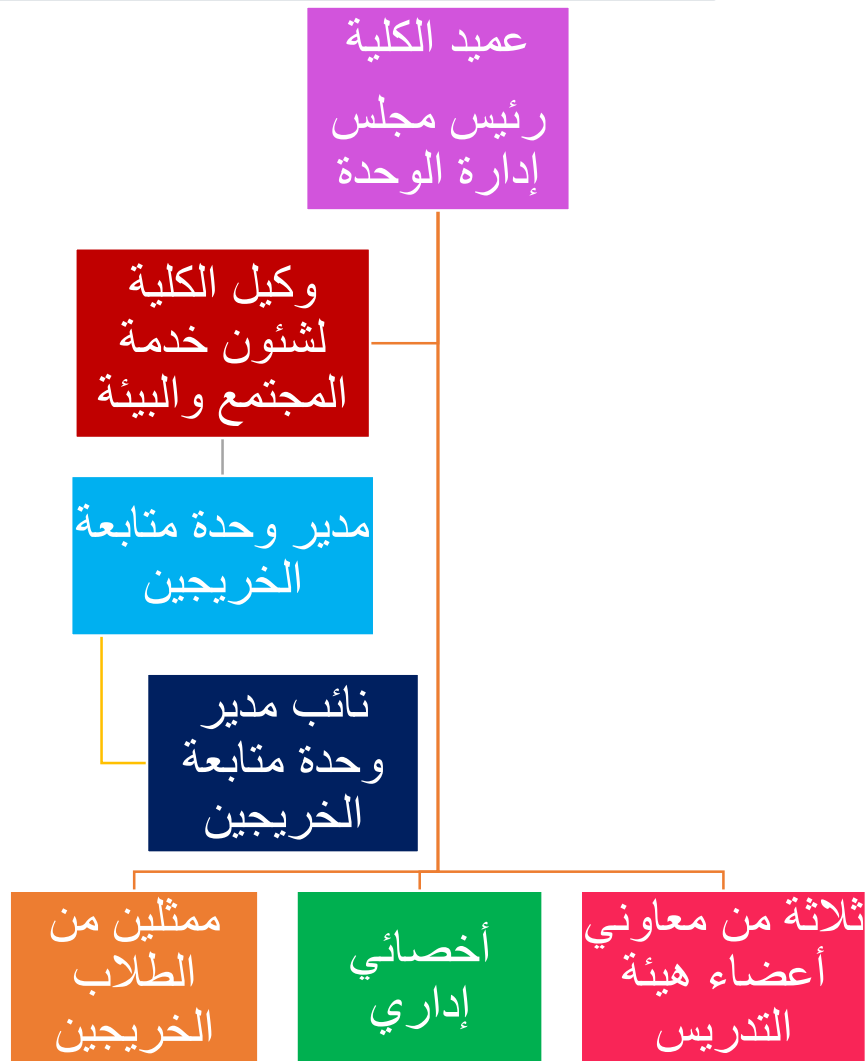 عميد الكلية
رئيس مجلس
إدارة الوحدة
وكيل الكلية
لشئون خدمة
المجتمع والبيئة
مدير وحدة متابعة
الخريجين
نائب مدير
وحدة متابعة
الخريجين
ثلاثة من معاوني
أعضاء هيئة
التدريس
أخصائي
إداري
ممثلين من
الطلاب
الخريجين